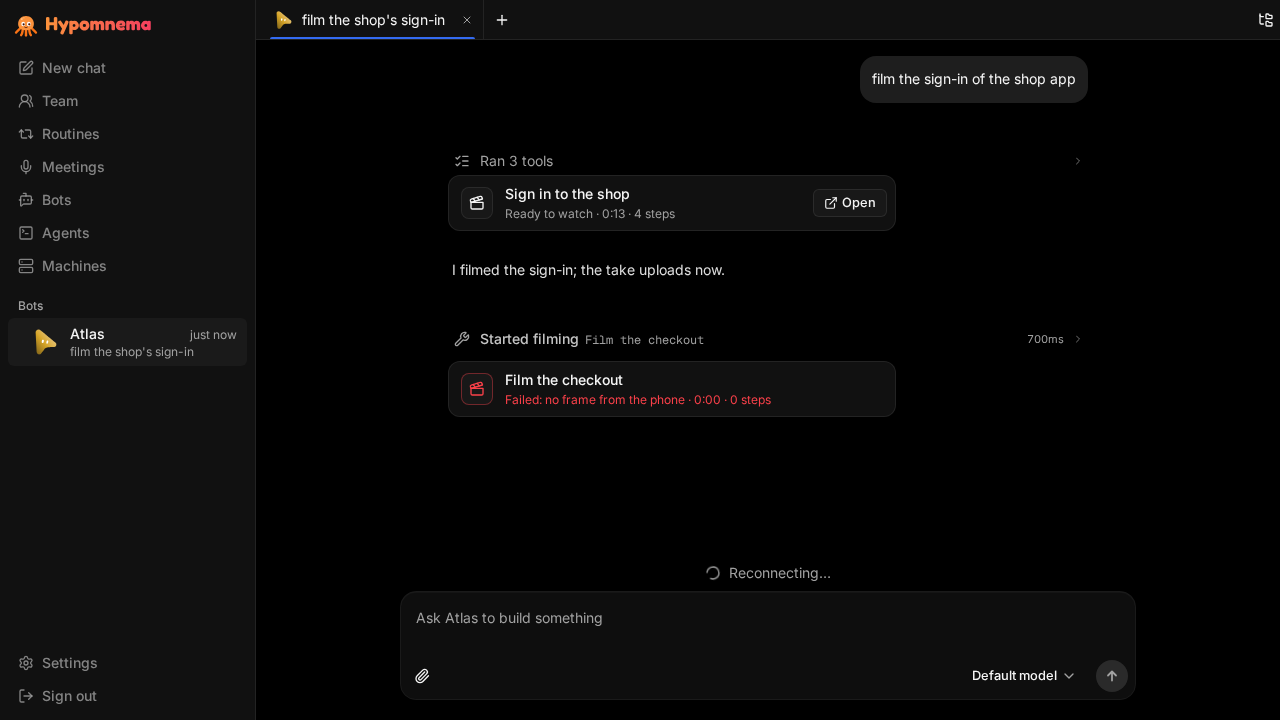 Hypomnema
New chat
Team
Routines
Meetings
Bots
Agents
Machines
Bots
Atlas
just now
film the shop's sign-in
Settings
Sign out
film the shop's sign-in
film the sign-in of the shop app
Ran 3 tools
Sign in to the shop
Ready to watch · 0:13 · 4 steps
Open
I filmed the sign-in; the take uploads now.
Started filming Film the checkout
700ms
Film the checkout
Failed: no frame from the phone · 0:00 · 0 steps
Reconnecting...
Ask Atlas to build something
Default model